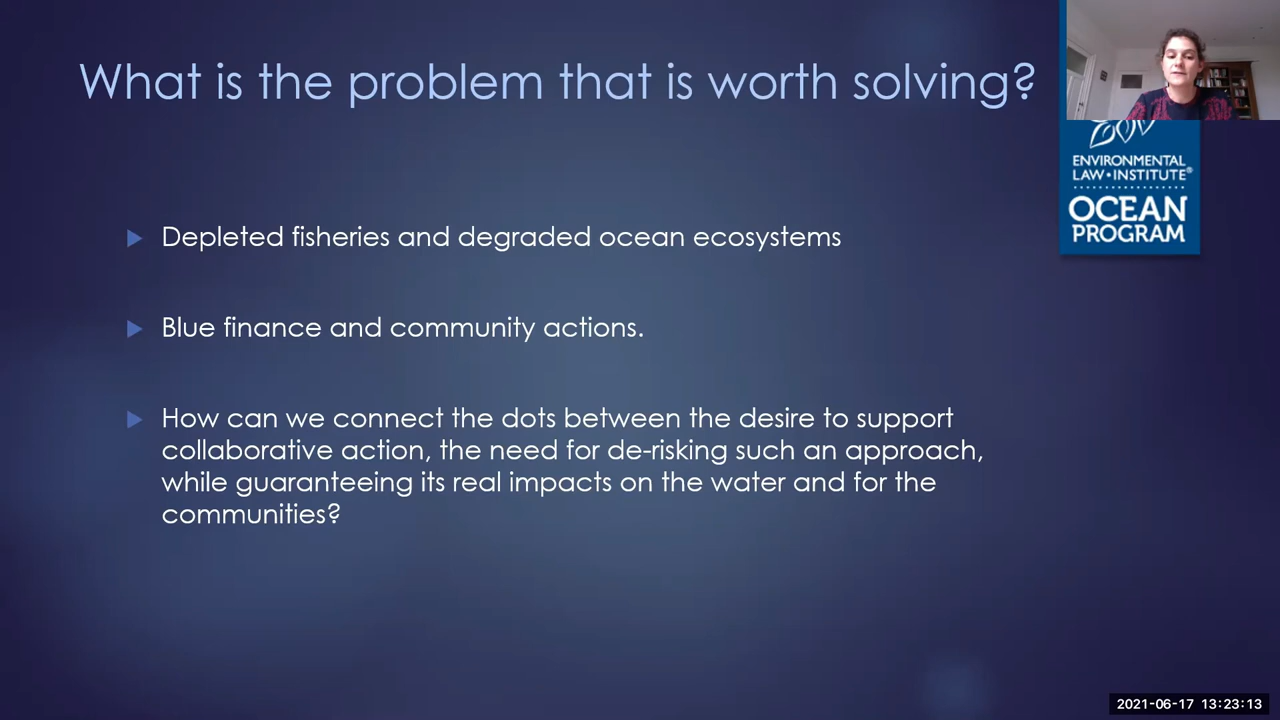 What is the problem that is worth solving?
ENVIRONMENTAL
LAW • INSTITUTE®
OCEAN
PROGRAM
Depleted fisheries and degraded ocean ecosystems
Blue finance and community actions.
How can we connect the dots between the desire to support
collaborative action, the need for de-risking such an approach,
while guaranteeing its real impacts on the water and for the
communities?
2021-06-17 13:23:13